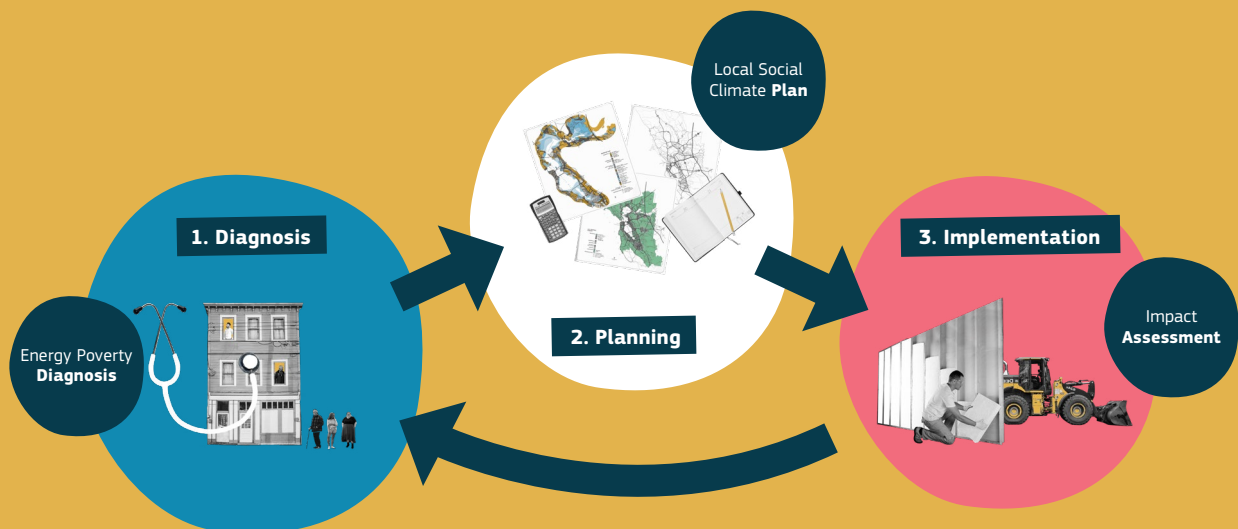 Local Social
Climate Plan
1. Diagnosis
3. Implementation
2. Planning
Energy Poverty
Diagnosis
Impact
Assessment